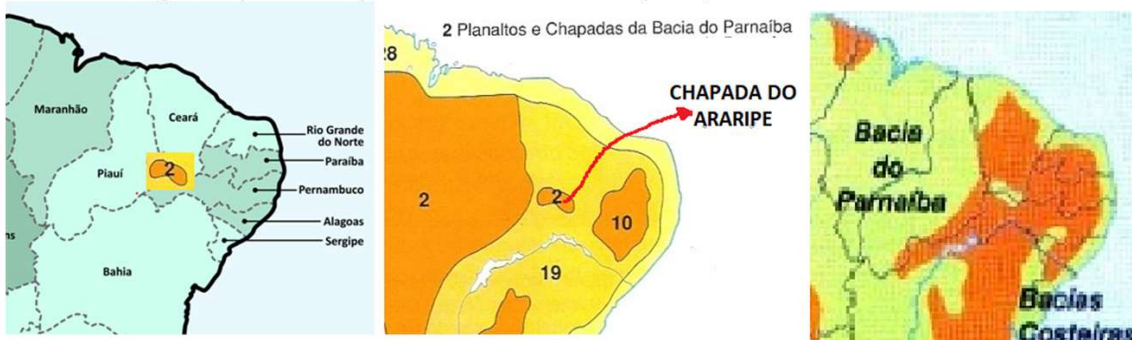 Maranhão
Ceará
Rio Grande
do Norte
Paraíba
Piauí
2
Pernambuco
Alagoas
Sergipe
ns
Bahia
2 Planaltos e Chapadas da Bacia do Parnaíba
28
CHAPADA DO
ARARIPE
2
2
10
19
Bacia
do
Parnaíba
Bacias
Costeiras